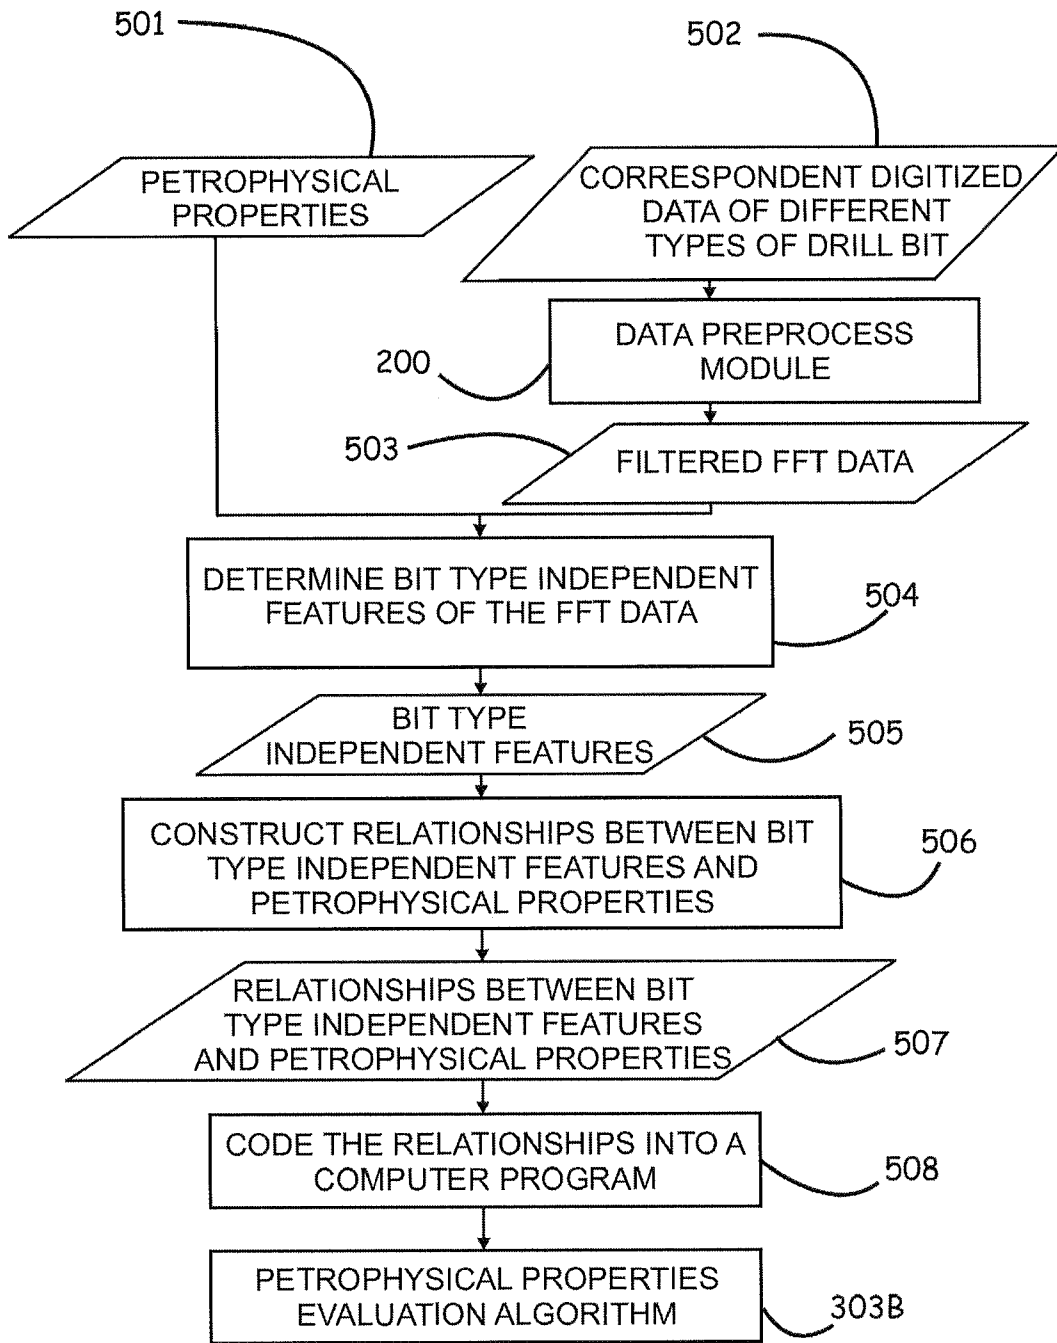 501
502
PETROPHYSICAL
PROPERTIES
CORRESPONDENT DIGITIZED
DATA OF DIFFERENT
TYPES OF DRILL BIT
DATA PREPROCESS
MODULE
200
503
FILTERED FFT DATA
DETERMINE BIT TYPE INDEPENDENT
FEATURES OF THE FFT DATA
504
BIT TYPE
INDEPENDENT FEATURES
505
CONSTRUCT RELATIONSHIPS BETWEEN BIT
TYPE INDEPENDENT FEATURES AND
PETROPHYSICAL PROPERTIES
506
RELATIONSHIPS BETWEEN BIT
TYPE INDEPENDENT FEATURES
AND PETROPHYSICAL PROPERTIES
507
CODE THE RELATIONSHIPS INTO A
COMPUTER PROGRAM
508
PETROPHYSICAL PROPERTIES
EVALUATION ALGORITHM
303B